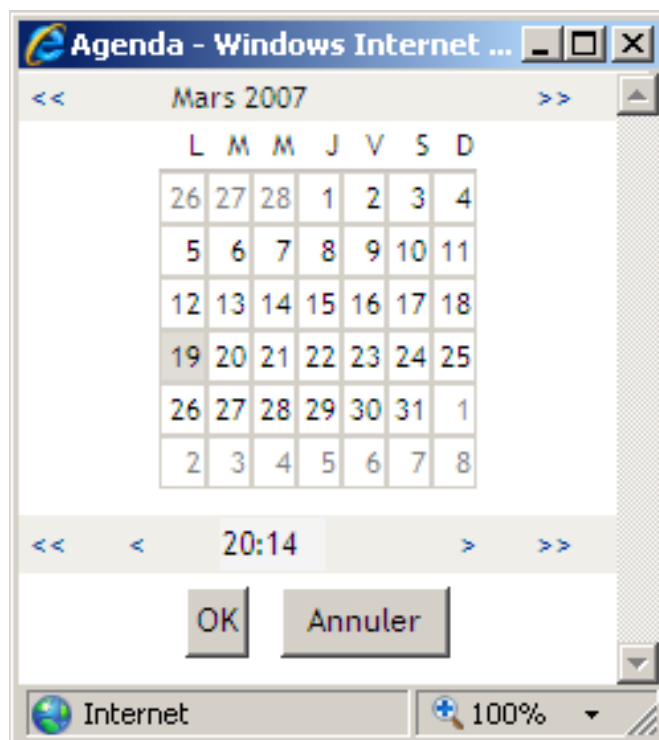 Agenda - Windows Internet ...
<< Mars 2007 >>
L M M J V S D
26 27 28 1 2 3 4
5 6 7 8 9 10 11
12 13 14 15 16 17 18
19 20 21 22 23 24 25
26 27 28 29 30 31 1
2 3 4 5 6 7 8
<< < 20:14 > >>
OK Annuler
Internet 100%